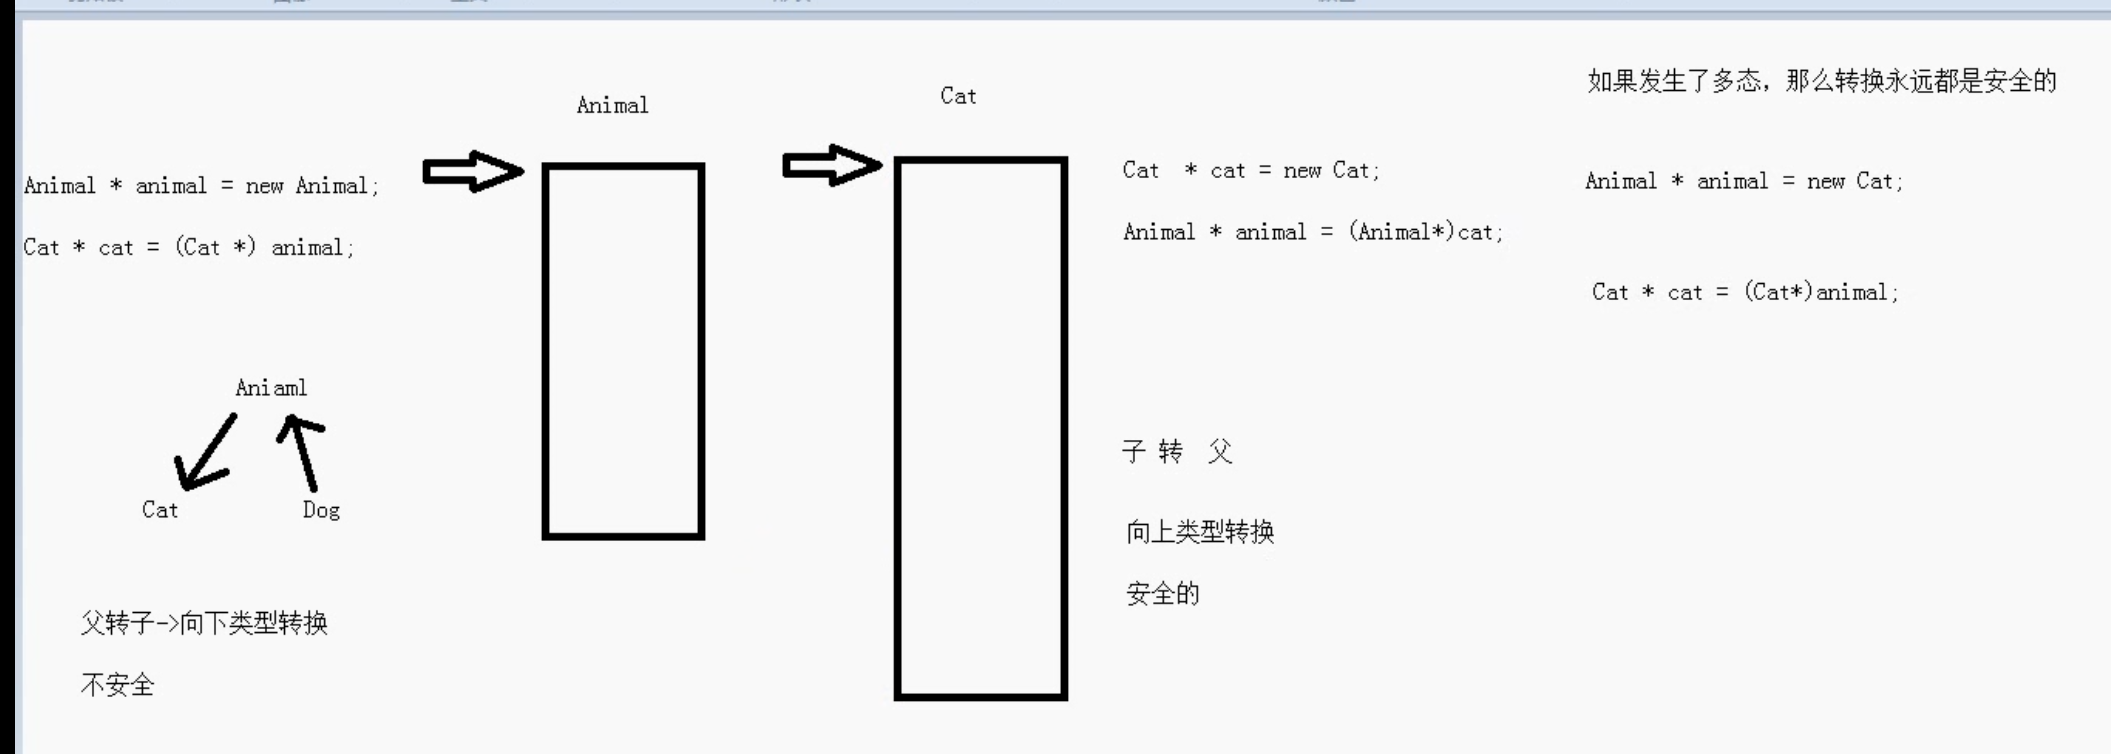 Animal * animal = new Animal;
Cat * cat = (Cat *) animal;
Aniaml
Cat
Dog
父转子->向下类型转换
不安全
Animal
Cat
Cat  * cat = new Cat;
Animal * animal = (Animal*)cat;
子 转  父
向上类型转换
安全的
如果发生了多态，那么转换永远都是安全的
Animal * animal = new Cat;
Cat * cat = (Cat*)animal;